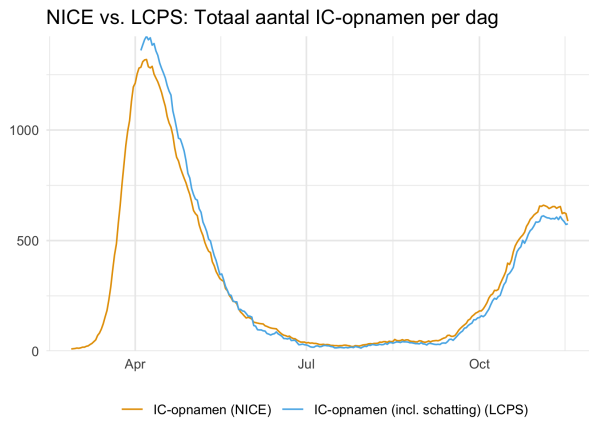 NICE vs. LCPS: Totaal aantal IC-opnamen per dag
1000
500
0
Apr Jul Oct
IC-opnamen (NICE) IC-opnamen (incl. schatting) (LCPS)